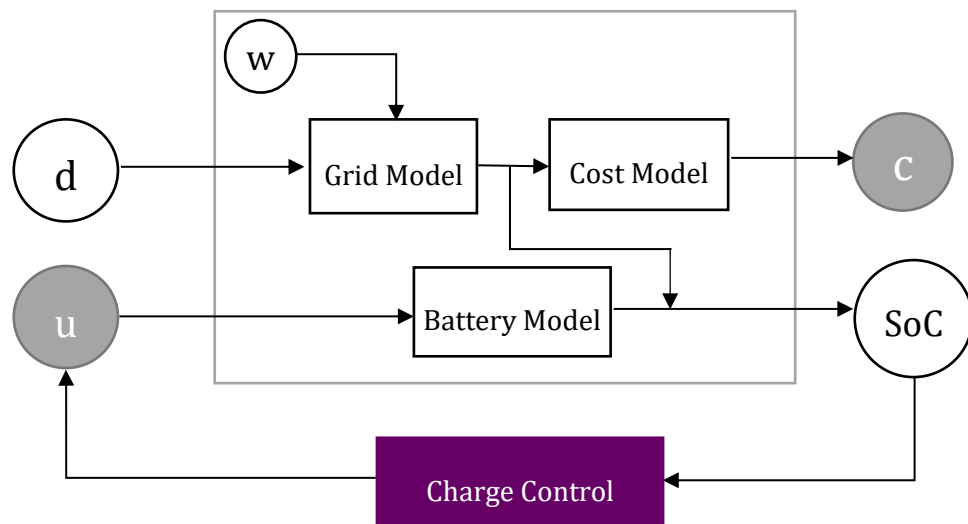 w
d
Grid Model
Cost Model
c
u
Battery Model
SoC
Charge Control